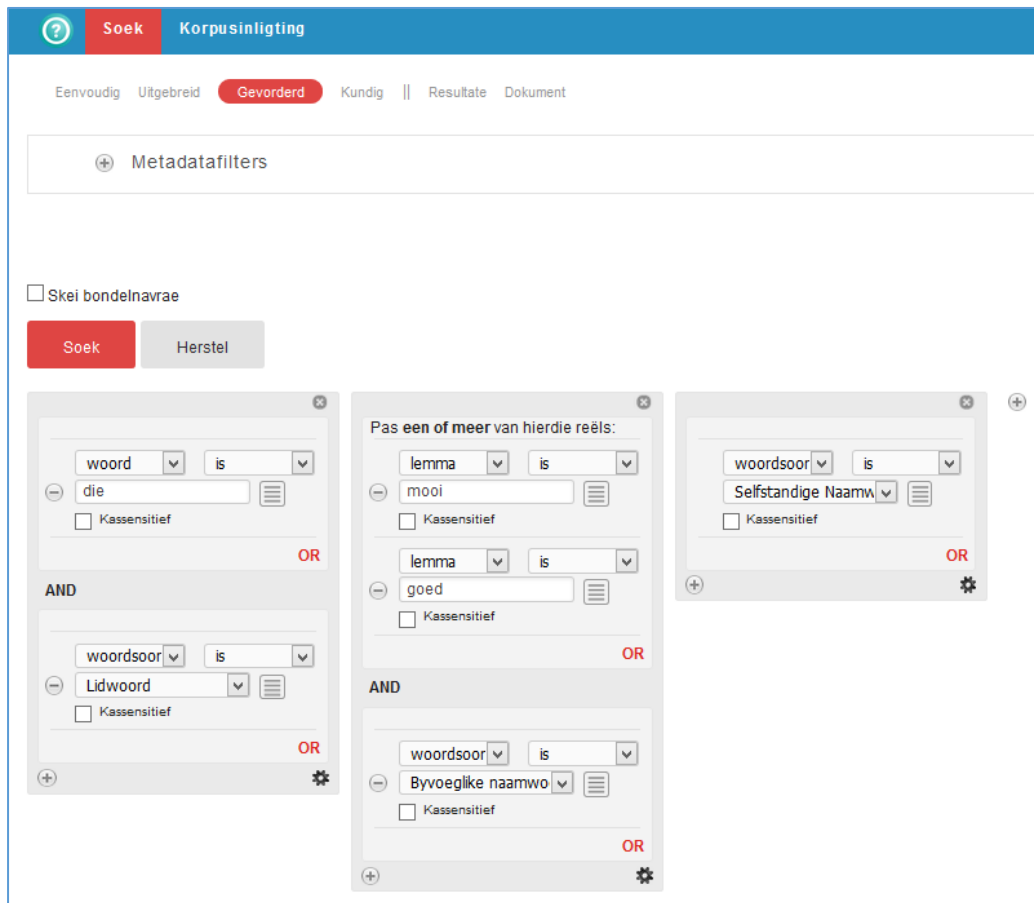 ? Soek Korpusinligting
Eenvoudig Uitgebreid Gevorderd Kundig || Resultate Dokument
Metadatafilters
Skei bondelnavrae
Soek Herstel
woord is
die
Kassensitief
OR
AND
woordsoor is
Lidwoord
Kassensitief
OR
Pas een of meer van hierdie reëls:
lemma is
mooi
Kassensitief
lemma is
goed
Kassensitief
OR
AND
woordsoor is
Byvoeglike naamwo
Kassensitief
OR
woordsoor is
Selfstandige Naamw
Kassensitief
OR